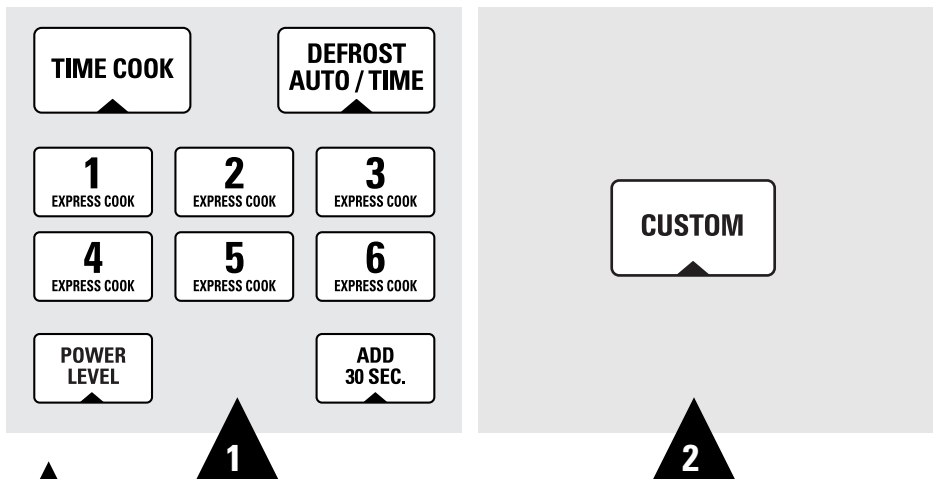 TIME COOK
DEFROST
AUTO / TIME
1
EXPRESS COOK
2
EXPRESS COOK
3
EXPRESS COOK
4
EXPRESS COOK
5
EXPRESS COOK
6
EXPRESS COOK
POWER
LEVEL
ADD
30 SEC.
1
CUSTOM
2